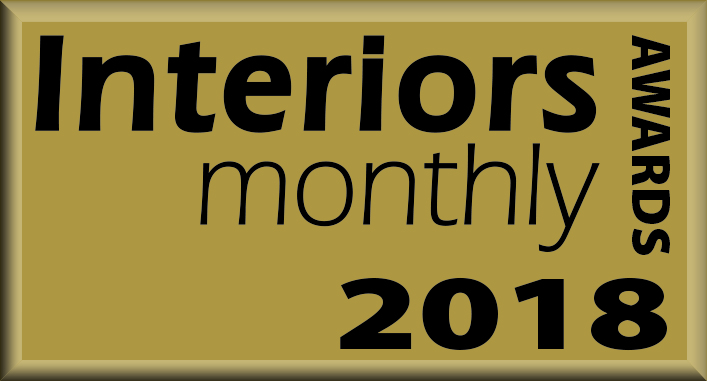 Interiors
monthly
AWARDS
2018